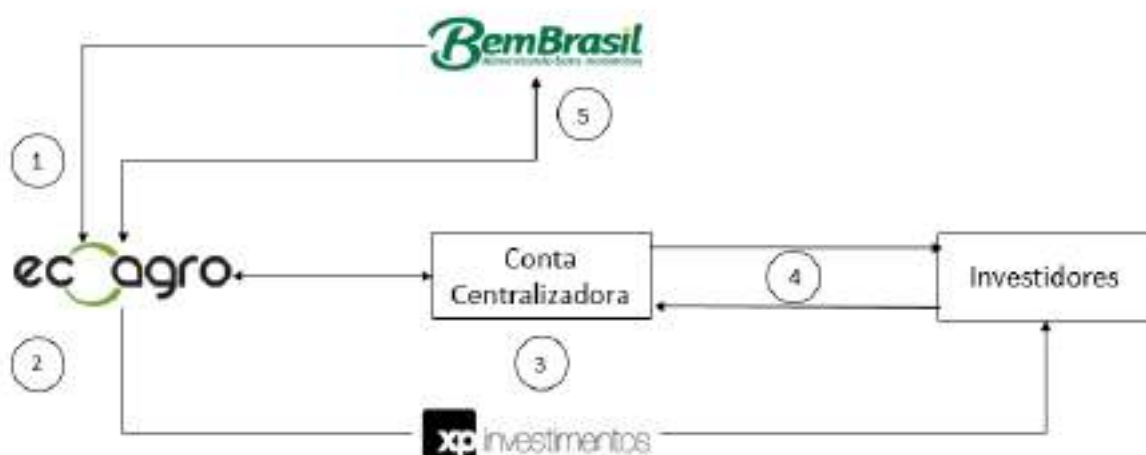 BemBrasil
5
1
ecoagro
Conta
Centralizadora
4
Investidores
2
3
xp investimentos